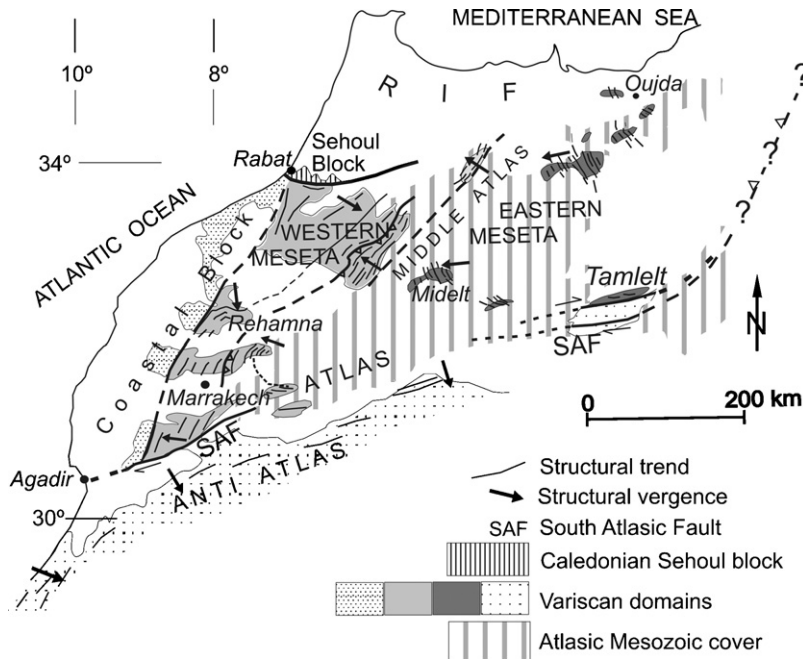 MEDITERRANEAN SEA
10º
8º
R I F
Oujda
?
34º
Rabat
Sehoul
Block
?
?
ATLANTIC OCEAN
WESTERN
MESETA
MIDDLE ATLAS
EASTERN
MESETA
Coastal Block
Midelt
Tamlelt
Rehamna
SAF
N
ATLAS
Marrakech
0
200 km
SAF
ANTI ATLAS
Agadir
30º
Structural trend
Structural vergence
SAF South Atlasic Fault
Caledonian Sehoul block
Variscan domains
Atlasic Mesozoic cover